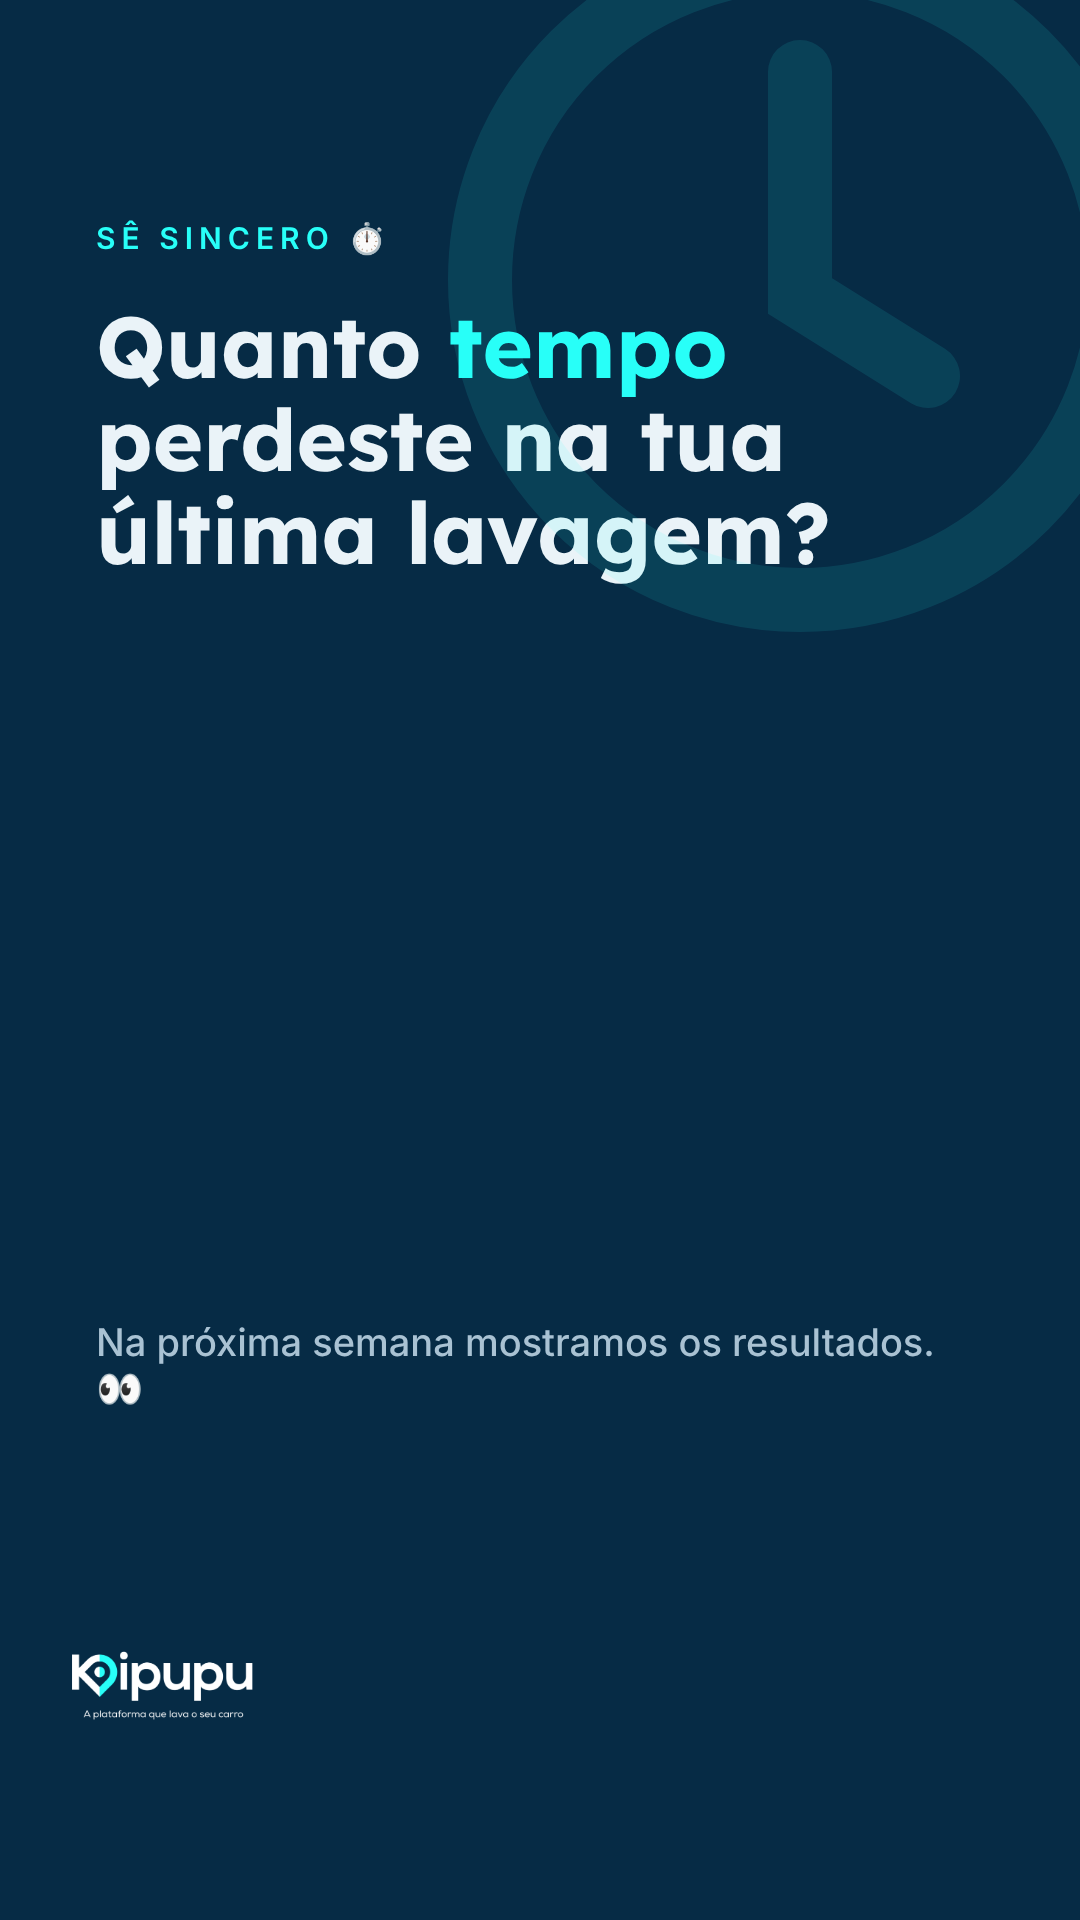 SÊ SINCERO ⏱️
Quanto tempo
perdeste na tua
última lavagem?
Na próxima semana mostramos os resultados.
👀
Kipupu
A plataforma que lava o seu carro